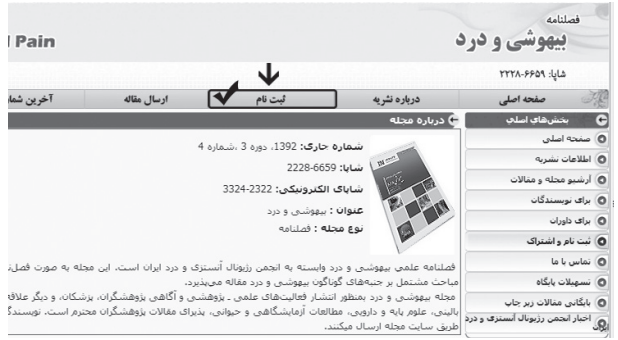 فصلنامه
بیهوشی و درد
Pain
شاپا: ۶۶۵۹-۲۲۲۸
صفحه اصلی
درباره نشریه
ثبت نام
ارسال مقاله
آخرین شما
بخش‌های اصلی
صفحه اصلی
اطلاعات نشریه
آرشیو مجله و مقالات
برای نویسندگان
برای داوران
ثبت نام و اشتراک
تماس با ما
تسهیلات پایگاه
بایگانی مقالات زیر چاپ
اخبار انجمن رژیونال آنستزی و درد ایران
درباره مجله
شماره جاری: 1392، دوره 3 ،شماره 4
شاپا: 2228-6659
شاپای الکترونیکی: 2322-3324
عنوان : بیهوشی و درد
نوع مجله : فصلنامه
فصلنامه علمی بیهوشی و درد وابسته به انجمن رژیونال آنستزی و درد ایران است. این مجله به صورت فصل
مباحث مشتمل بر جنبه‌های گوناگون بیهوشی و درد مقاله می‌پذیرد.
مجله بیهوشی و درد بمنظور انتشار فعالیت‌های علمی ـ پژوهشی و آگاهی پژوهشگران، پزشکان، و دیگر علاقه
بالینی، علوم پایه و دارویی، مطالعات آزمایشگاهی و حیوانی، پذیرای مقالات پژوهشگران محترم است. نویسندگ
طریق سایت مجله ارسال میکنند.